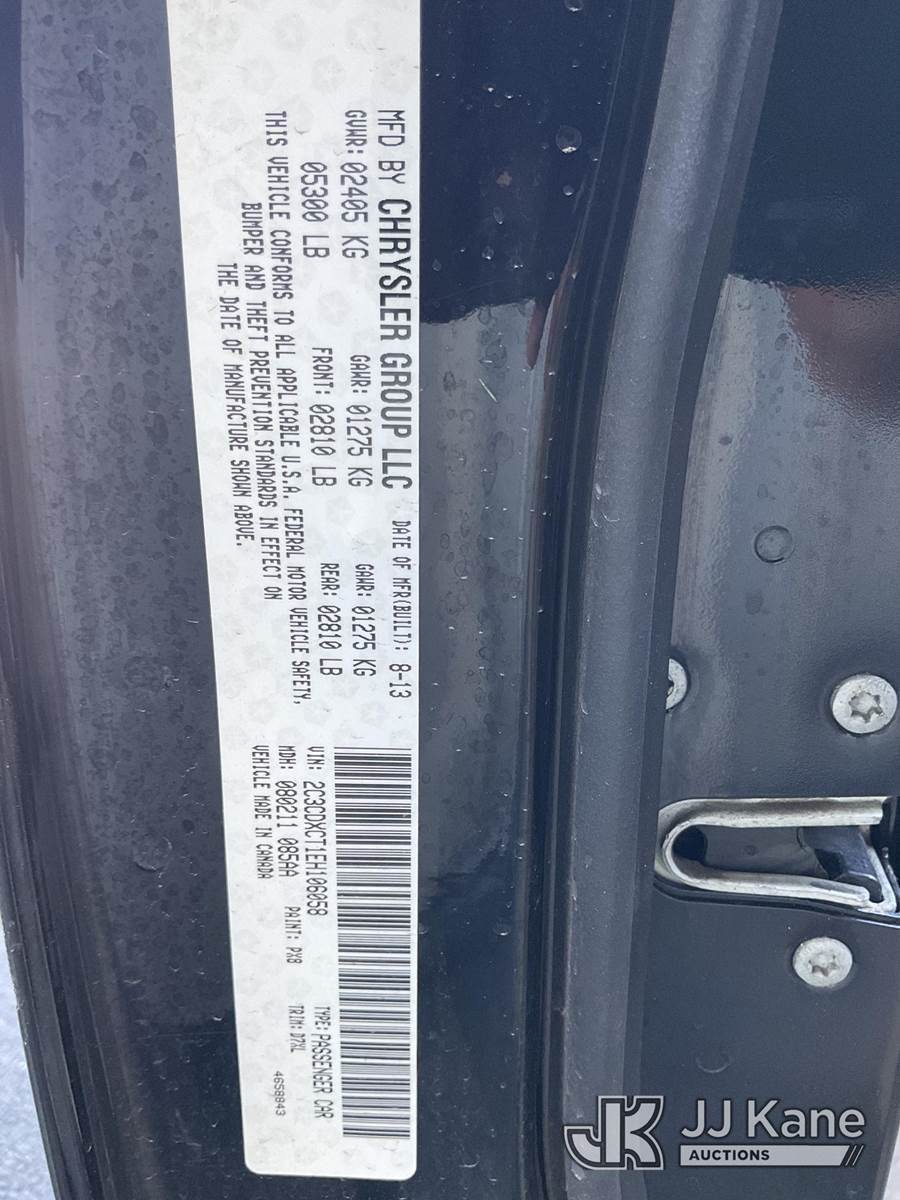 MFD BY CHRYSLER GROUP LLC DATE OF MFR(BUILT): 8-13
GVWR: 02405 KG GAWR: 01275 KG GAWR: 01275 KG
05300 LB FRONT: 02810 LB REAR: 02810 LB
THIS VEHICLE CONFORMS TO ALL APPLICABLE U.S.A. FEDERAL MOTOR VEHICLE SAFETY,
BUMPER AND THEFT PREVENTION STANDARDS IN EFFECT ON
THE DATE OF MANUFACTURE SHOWN ABOVE.
VIN: 2C3CDXCT1EH106058 TYPE: PASSENGER CAR
MDH: 080211 085AA PAINT: PX8 TRIM: D7XL
VEHICLE MADE IN CANADA 4658843
JK JJ Kane
AUCTIONS